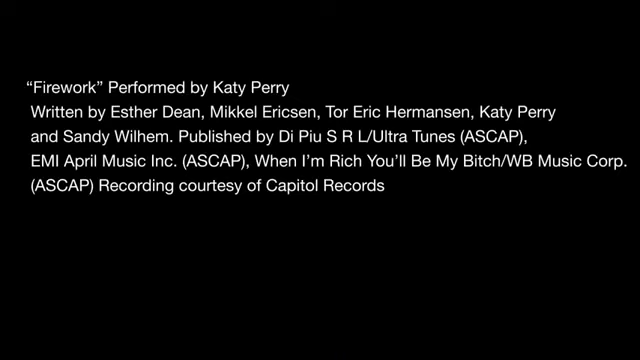 “Firework” Performed by Katy Perry
Written by Esther Dean, Mikkel Ericsen, Tor Eric Hermansen, Katy Perry
and Sandy Wilhem. Published by Di Piu S R L/Ultra Tunes (ASCAP),
EMI April Music Inc. (ASCAP), When I’m Rich You’ll Be My Bitch/WB Music Corp.
(ASCAP) Recording courtesy of Capitol Records